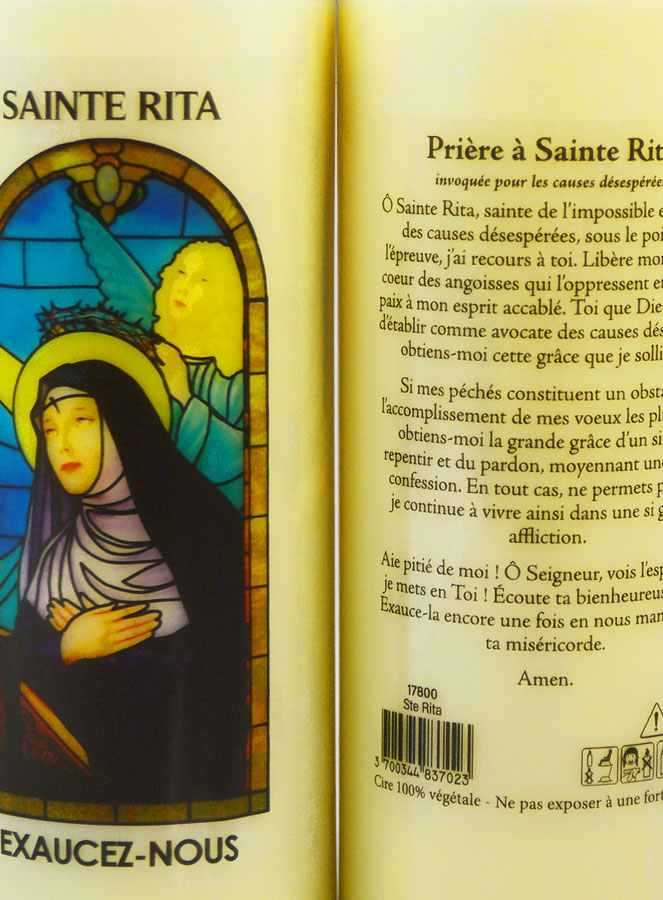 SAINTE RITA
EXAUCEZ-NOUS
Prière à Sainte Rit
invoquée pour les causes désespérées
Ô Sainte Rita, sainte de l'impossible e
des causes désespérées, sous le poi
l'épreuve, j'ai recours à toi. Libère mo
coeur des angoisses qui l'oppressent et
paix à mon esprit accablé. Toi que Die
d'établir comme avocate des causes dés
obtiens-moi cette grâce que je solli
Si mes péchés constituent un obsta
l'accomplissement de mes voeux les pl
obtiens-moi la grande grâce d'un si
repentir et du pardon, moyennant une
confession. En tout cas, ne permets p
je continue à vivre ainsi dans une si g
affliction.
Aie pitié de moi ! Ô Seigneur, vois l'esp
je mets en Toi ! Écoute ta bienheureus
Exauce-la encore une fois en nous man
ta miséricorde.
Amen.
17800
Ste Rita
3 700344 837023
Cire 100% végétale - Ne pas exposer à une fort